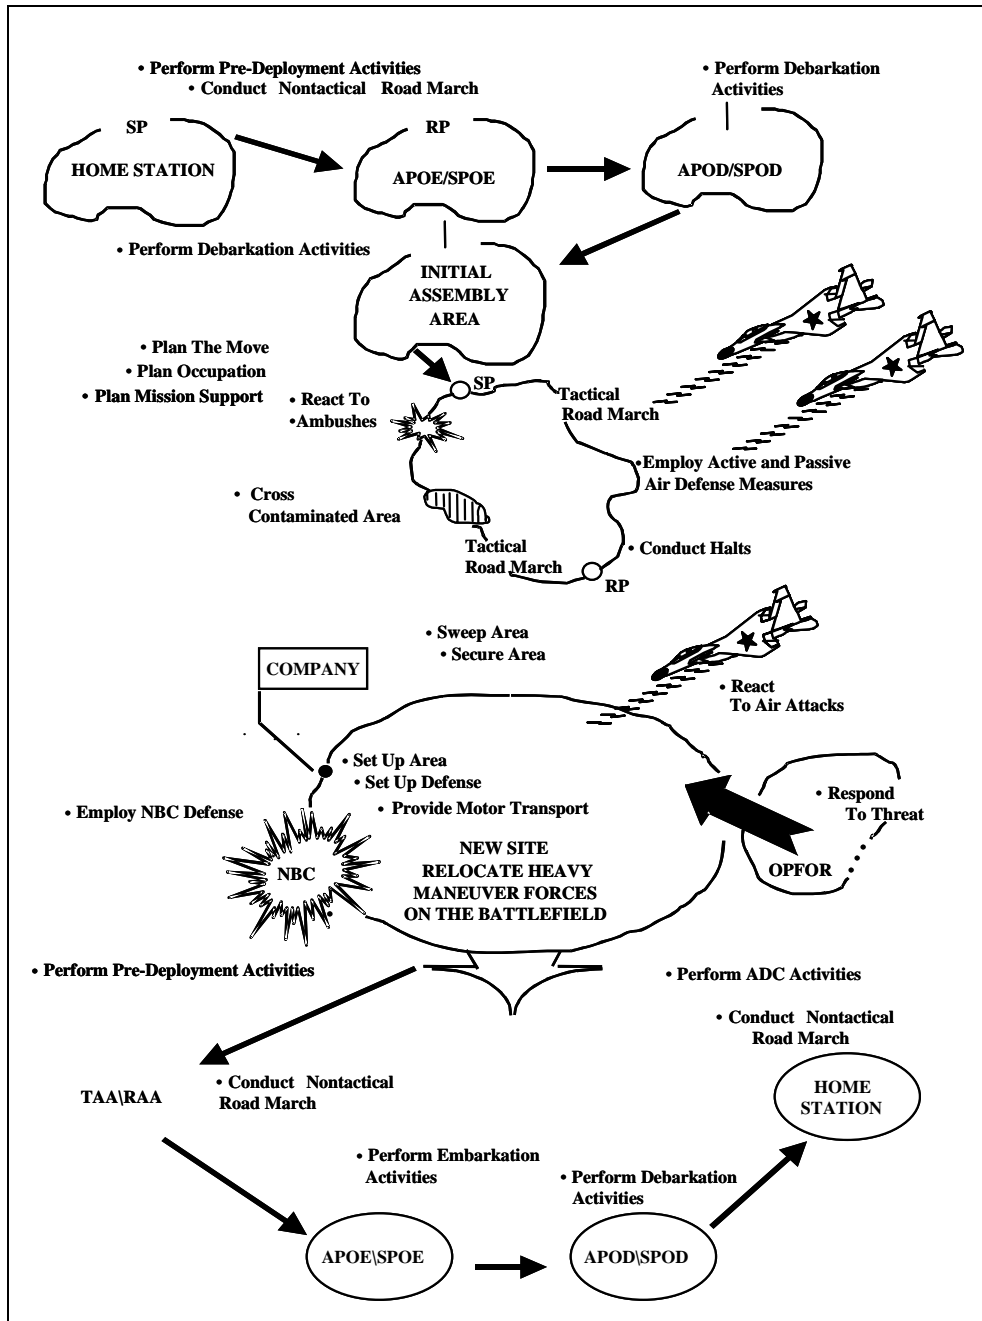 • Perform Pre-Deployment Activities
• Conduct Nontactical Road March
• Perform Debarkation
Activities
SP
HOME STATION
RP
APOE/SPOE
APOD/SPOD
• Perform Debarkation Activities
INITIAL
ASSEMBLY
AREA
• Plan The Move
• Plan Occupation
• Plan Mission Support
SP
• React To
•Ambushes
Tactical
Road March
•Employ Active and Passive
Air Defense Measures
• Cross
Contaminated Area
Tactical
Road March
• Conduct Halts
RP
• Sweep Area
• Secure Area
COMPANY
• React
To Air Attacks
• Set Up Area
• Set Up Defense
• Provide Motor Transport
• Employ NBC Defense
• Respond
To Threat
NBC
NEW SITE
RELOCATE HEAVY
MANEUVER FORCES
ON THE BATTLEFIELD
OPFOR
• Perform Pre-Deployment Activities
• Perform ADC Activities
• Conduct Nontactical
Road March
TAA\RAA
• Conduct Nontactical
Road March
HOME
STATION
• Perform Embarkation
Activities
• Perform Debarkation
Activities
APOE\SPOE
APOD\SPOD